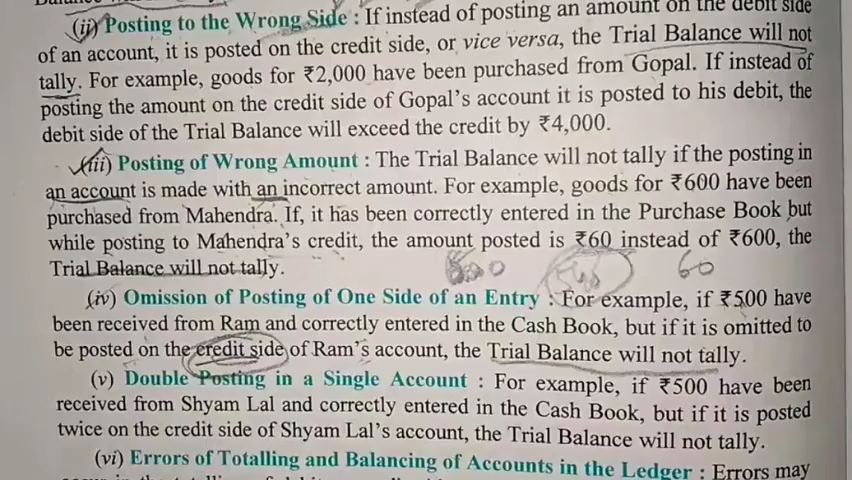 (ii) Posting to the Wrong Side : If instead of posting an amount on the debit side
of an account, it is posted on the credit side, or vice versa, the Trial Balance will not
tally. For example, goods for ₹2,000 have been purchased from Gopal. If instead of
posting the amount on the credit side of Gopal's account it is posted to his debit, the
debit side of the Trial Balance will exceed the credit by ₹4,000.
(iii) Posting of Wrong Amount : The Trial Balance will not tally if the posting in
an account is made with an incorrect amount. For example, goods for ₹600 have been
purchased from Mahendra. If, it has been correctly entered in the Purchase Book but
while posting to Mahendra's credit, the amount posted is ₹60 instead of ₹600, the
Trial Balance will not tally.
60
(iv) Omission of Posting of One Side of an Entry : For example, if ₹500 have
been received from Ram and correctly entered in the Cash Book, but if it is omitted to
be posted on the credit side of Ram's account, the Trial Balance will not tally.
(v) Double Posting in a Single Account : For example, if ₹500 have been
received from Shyam Lal and correctly entered in the Cash Book, but if it is posted
twice on the credit side of Shyam Lal's account, the Trial Balance will not tally.
(vi) Errors of Totalling and Balancing of Accounts in the Ledger : Errors may